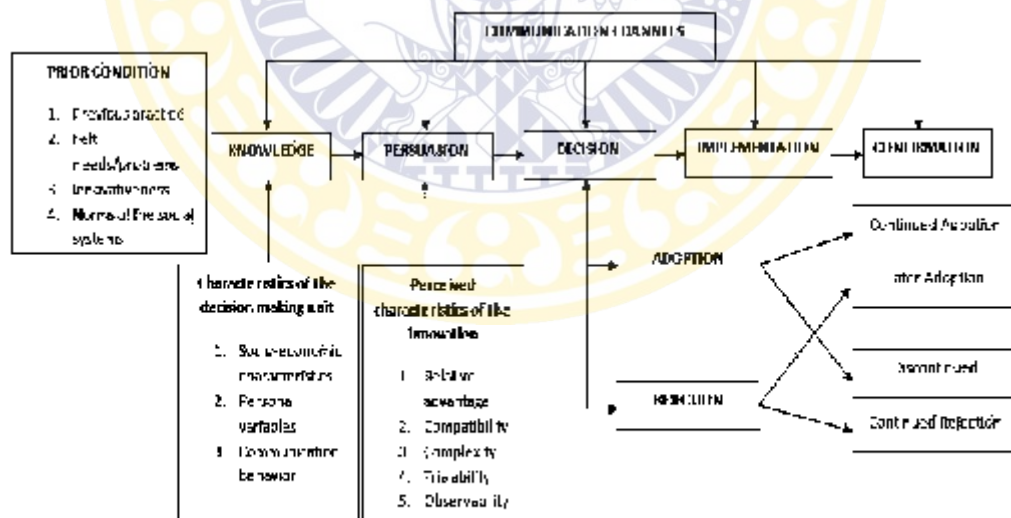 COMMUNICATION CHANNELS
PRIOR CONDITION
1. Previous practice
2. Felt
needs/problems
3. Innovativeness
4. Norms of the social
systems
KNOWLEDGE
PERSUASION
DECISION
IMPLEMENTATION
CONFIRMATION
Characteristics of the
decision making unit
1. Socio-economic
characteristics
2. Personal
variables
3. Communication
behavior
Perceived
characteristics of the
Innovation
1. Relative
advantage
2. Compatibility
3. Complexity
4. Triability
5. Observability
ADOPTION
REJECTION
Continued Adoption
Later Adoption
Discontinued
Continued Rejection